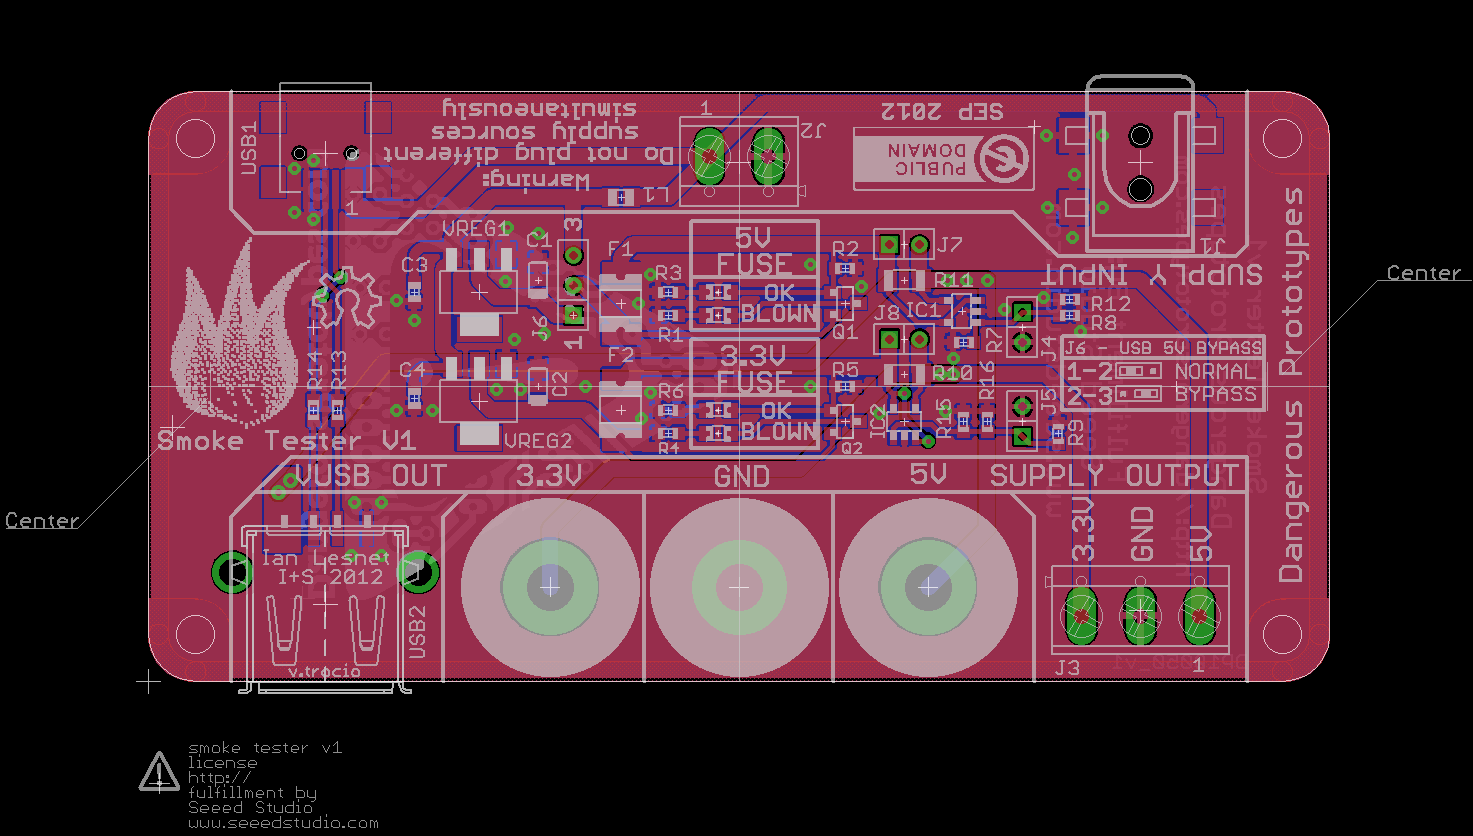 simultaneously
supply sources
Do not plug different
Warning:
1
J2
SEP 2012
PUBLIC
DOMAIN
USB1
1
L1
J1
SUPPLY INPUT
VREG1
C1
3
F1
5V
FUSE
OK
BLOWN
R2
J7
C3
R3
R1
J6
1
Q1
R11
J8
IC1
R12
R8
R7
J4
J6 - USB 5V BYPASS
1-2
NORMAL
2-3
BYPASS
Dangerous Prototypes
Center
R14
R13
C4
C2
F2
3.3V
FUSE
OK
BLOWN
R5
R6
R4
Q2
R10
R16
R15
IC2
J5
R9
VREG2
Smoke Tester V1
VUSB OUT
3.3V
GND
5V
SUPPLY OUTPUT
3.3V
GND
5V
Center
Ian Lesnet
I+S 2012
USB2
v.tracio
J3
1
smoke tester v1
license
http://
fulfillment by
Seeed Studio
www.seeedstudio.com